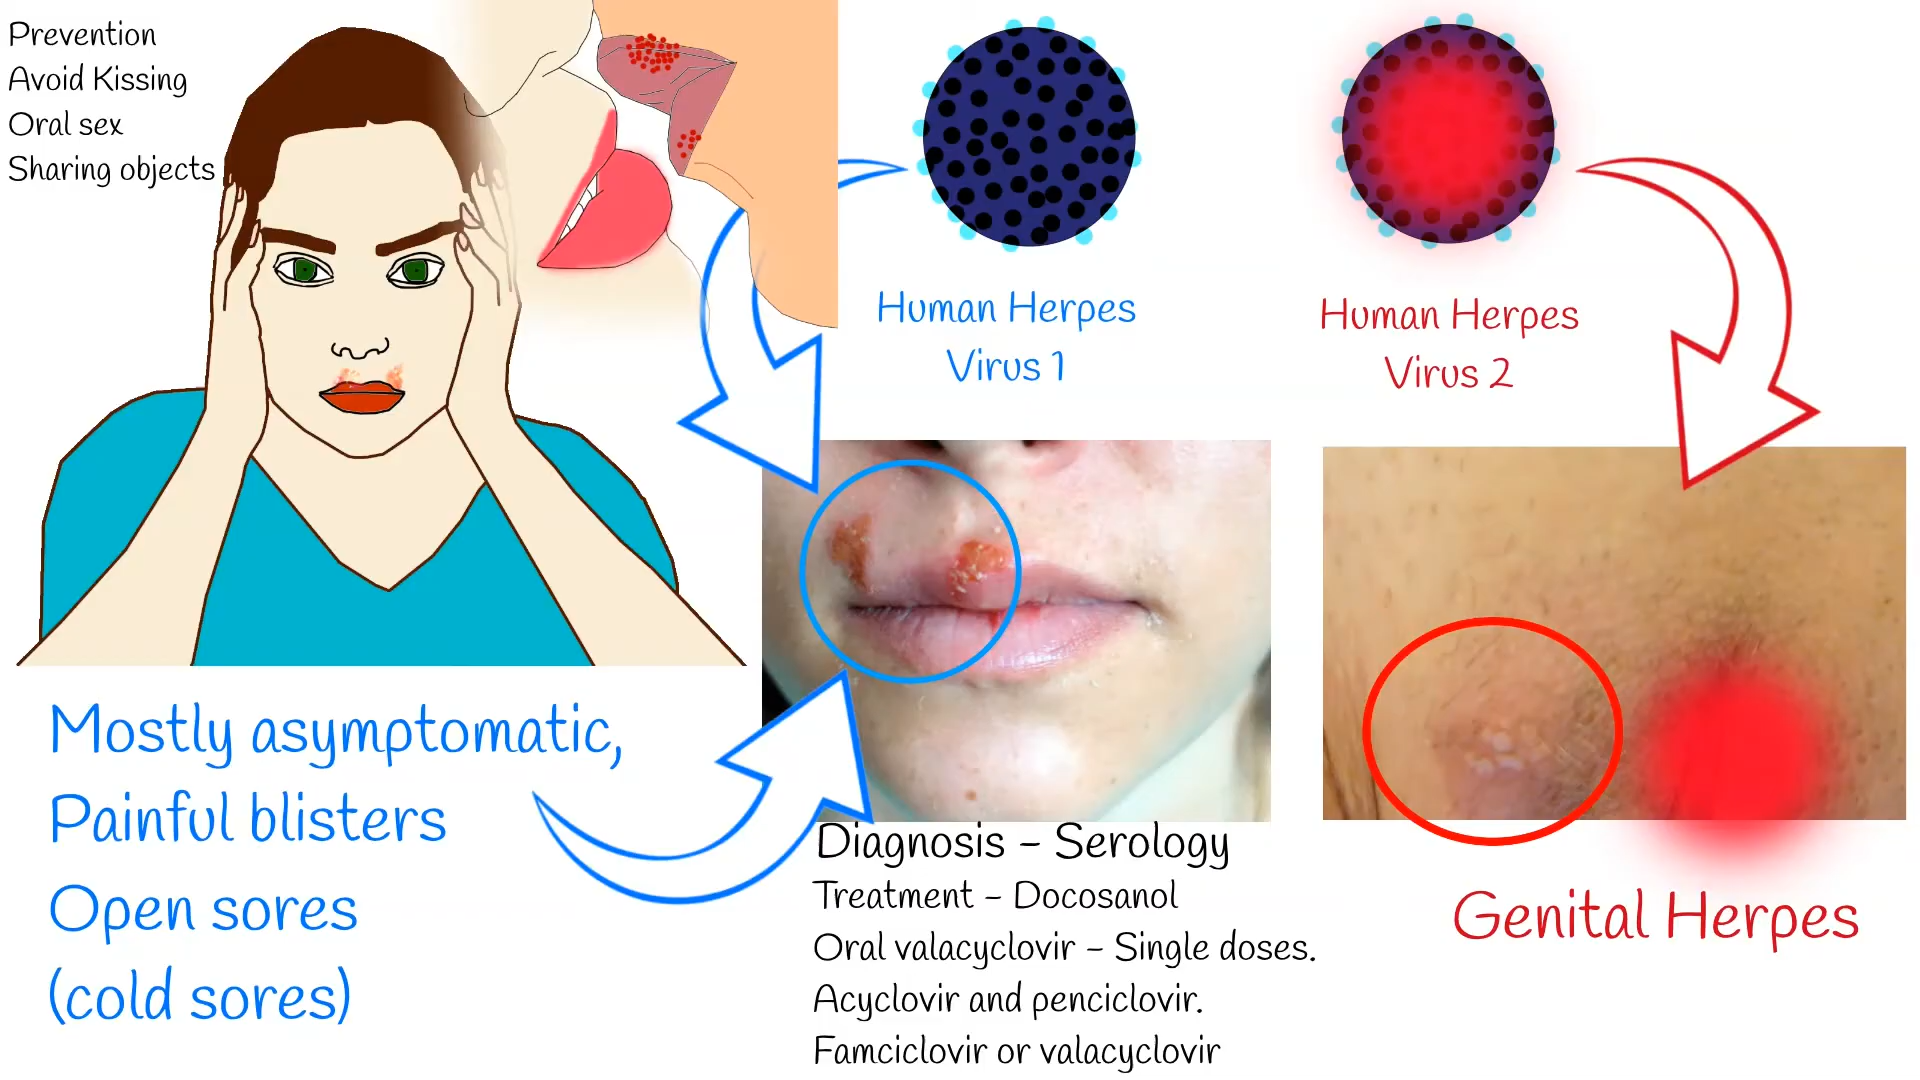 Prevention
Avoid Kissing
Oral sex
Sharing objects
Human Herpes
Virus 1
Human Herpes
Virus 2
Mostly asymptomatic,
Painful blisters
Open sores
(cold sores)
Diagnosis – Serology
Treatment – Docosanol
Oral valacyclovir – Single doses.
Acyclovir and penciclovir.
Famciclovir or valacyclovir
Genital Herpes